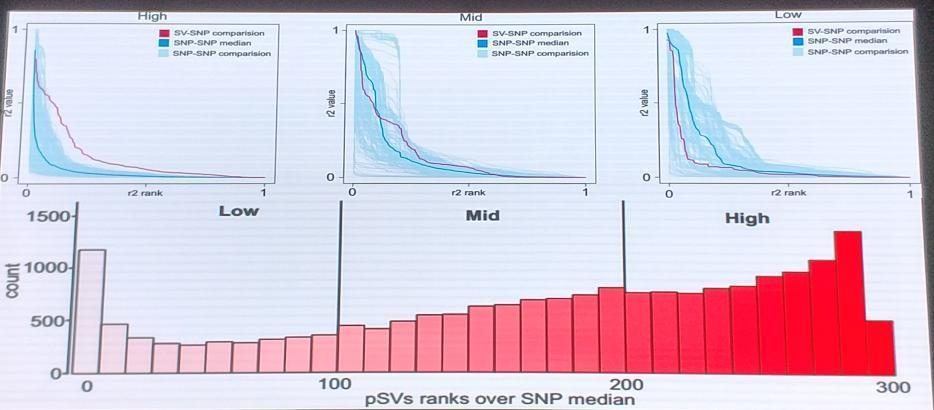 High
1
SV-SNP comparision
SNP-SNP median
SNP-SNP comparision
r2 value
0
0
r2 rank
1
Mid
1
SV-SNP comparision
SNP-SNP median
SNP-SNP comparision
r2 value
0
0
r2 rank
1
Low
1
SV-SNP comparision
SNP-SNP median
SNP-SNP comparision
r2 value
0
0
r2 rank
1
Low
Mid
High
1500
1000
500
0
count
0
100
200
300
pSVs ranks over SNP median